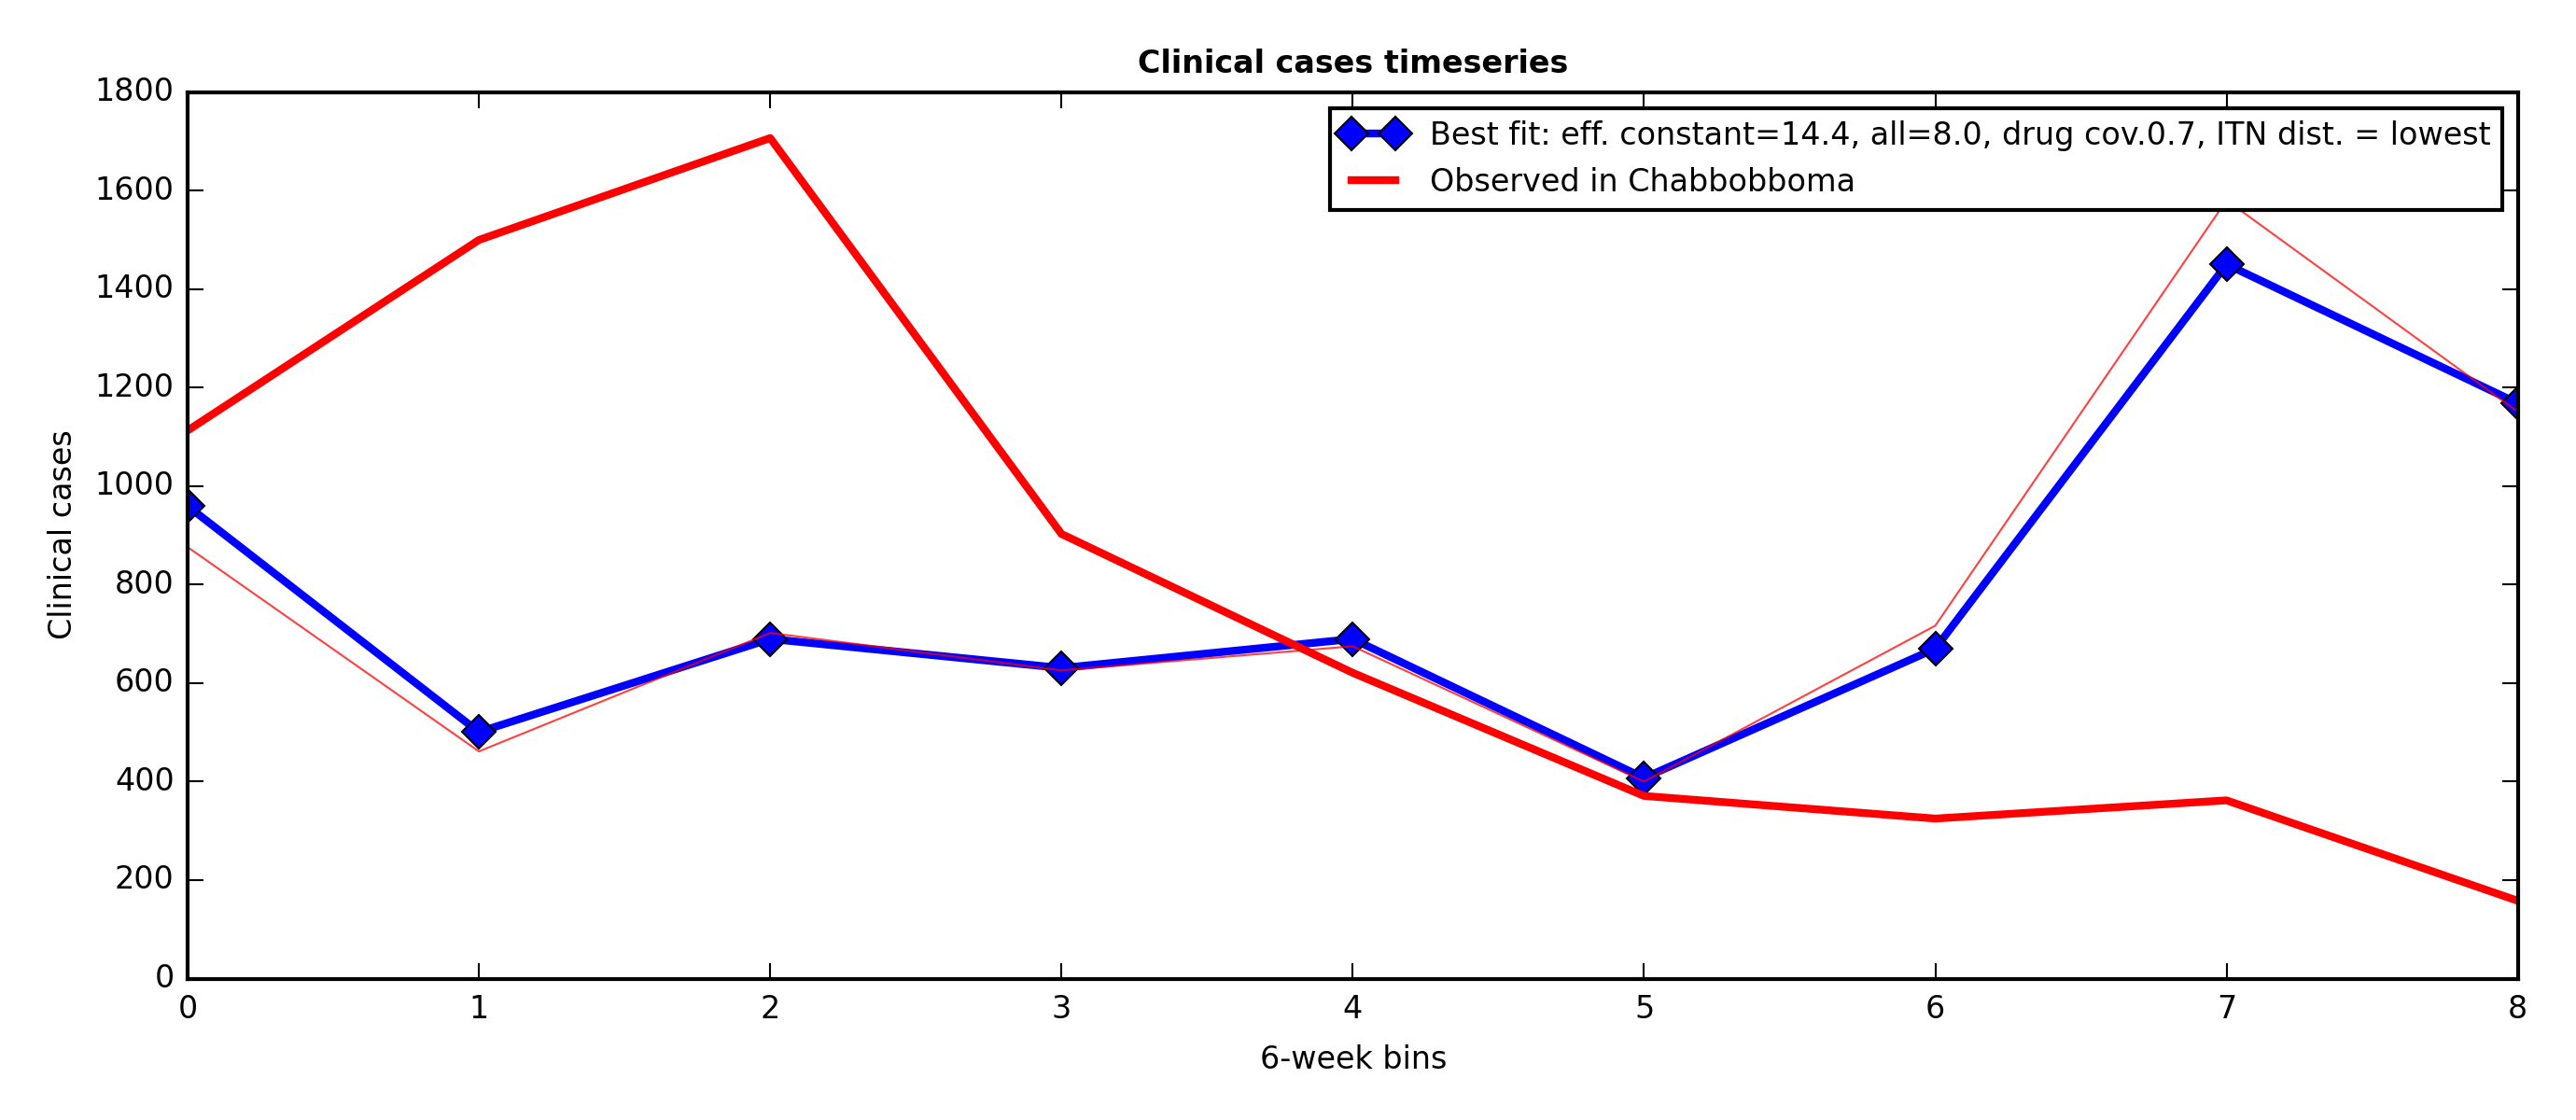 Clinical cases timeseries
Best fit: eff. constant=14.4, all=8.0, drug cov.0.7, ITN dist. = lowest
Observed in Chabbobboma
Clinical cases
1800
1600
1400
1200
1000
800
600
400
200
0
0 1 2 3 4 5 6 7 8
6-week bins